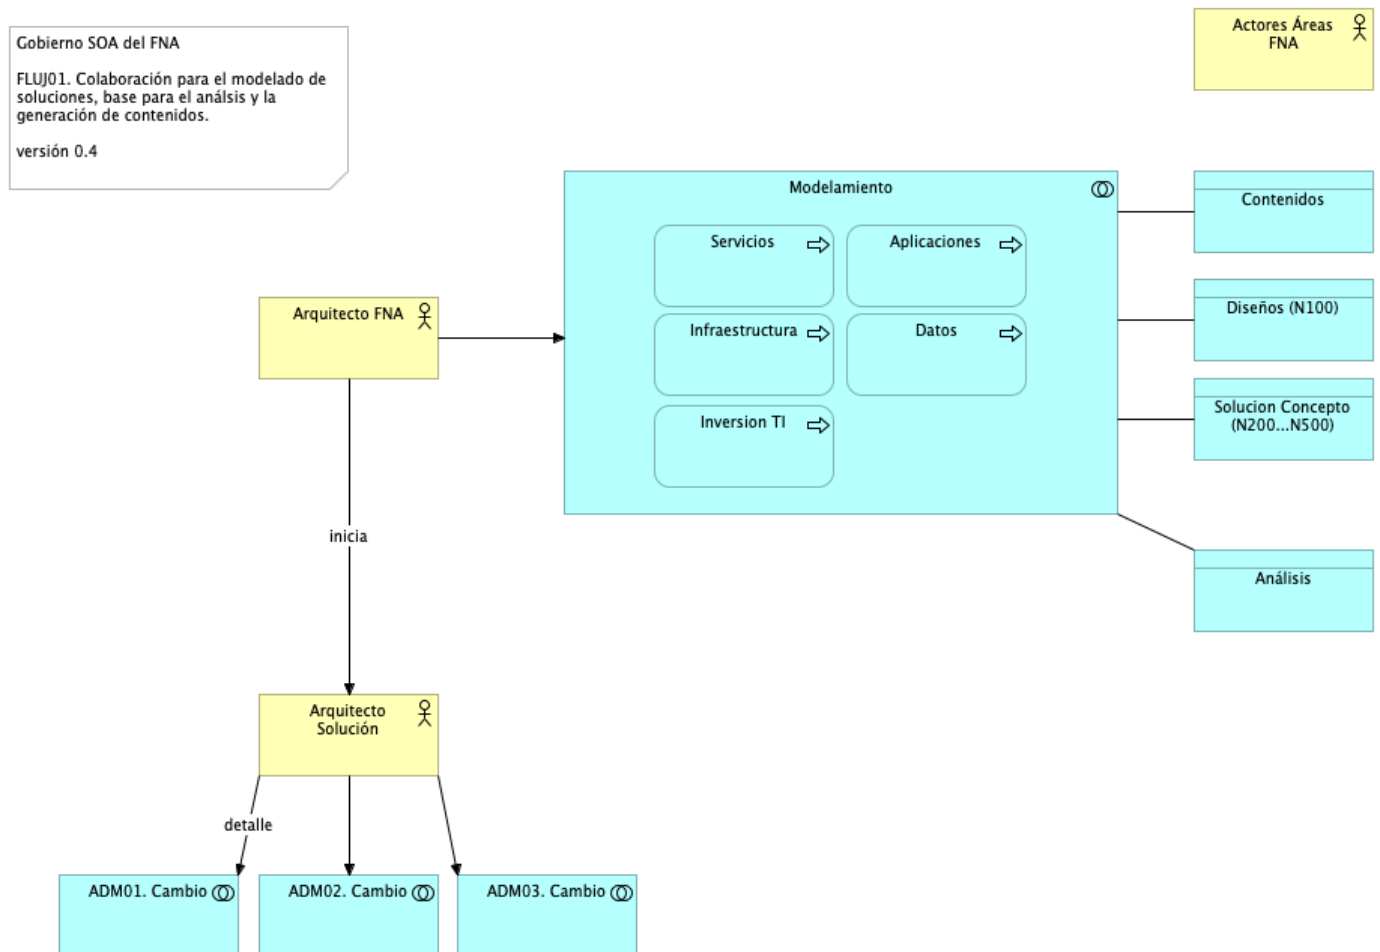 Gobierno SOA del FNA
FLUJ01. Colaboración para el modelado de
soluciones, base para el análsis y la
generación de contenidos.
versión 0.4
Actores Áreas
FNA
Modelamiento
Servicios
Aplicaciones
Infraestructura
Datos
Inversion TI
Contenidos
Diseños (N100)
Solucion Concepto
(N200...N500)
Análisis
Arquitecto FNA
inicia
Arquitecto
Solución
detalle
ADM01. Cambio
ADM02. Cambio
ADM03. Cambio